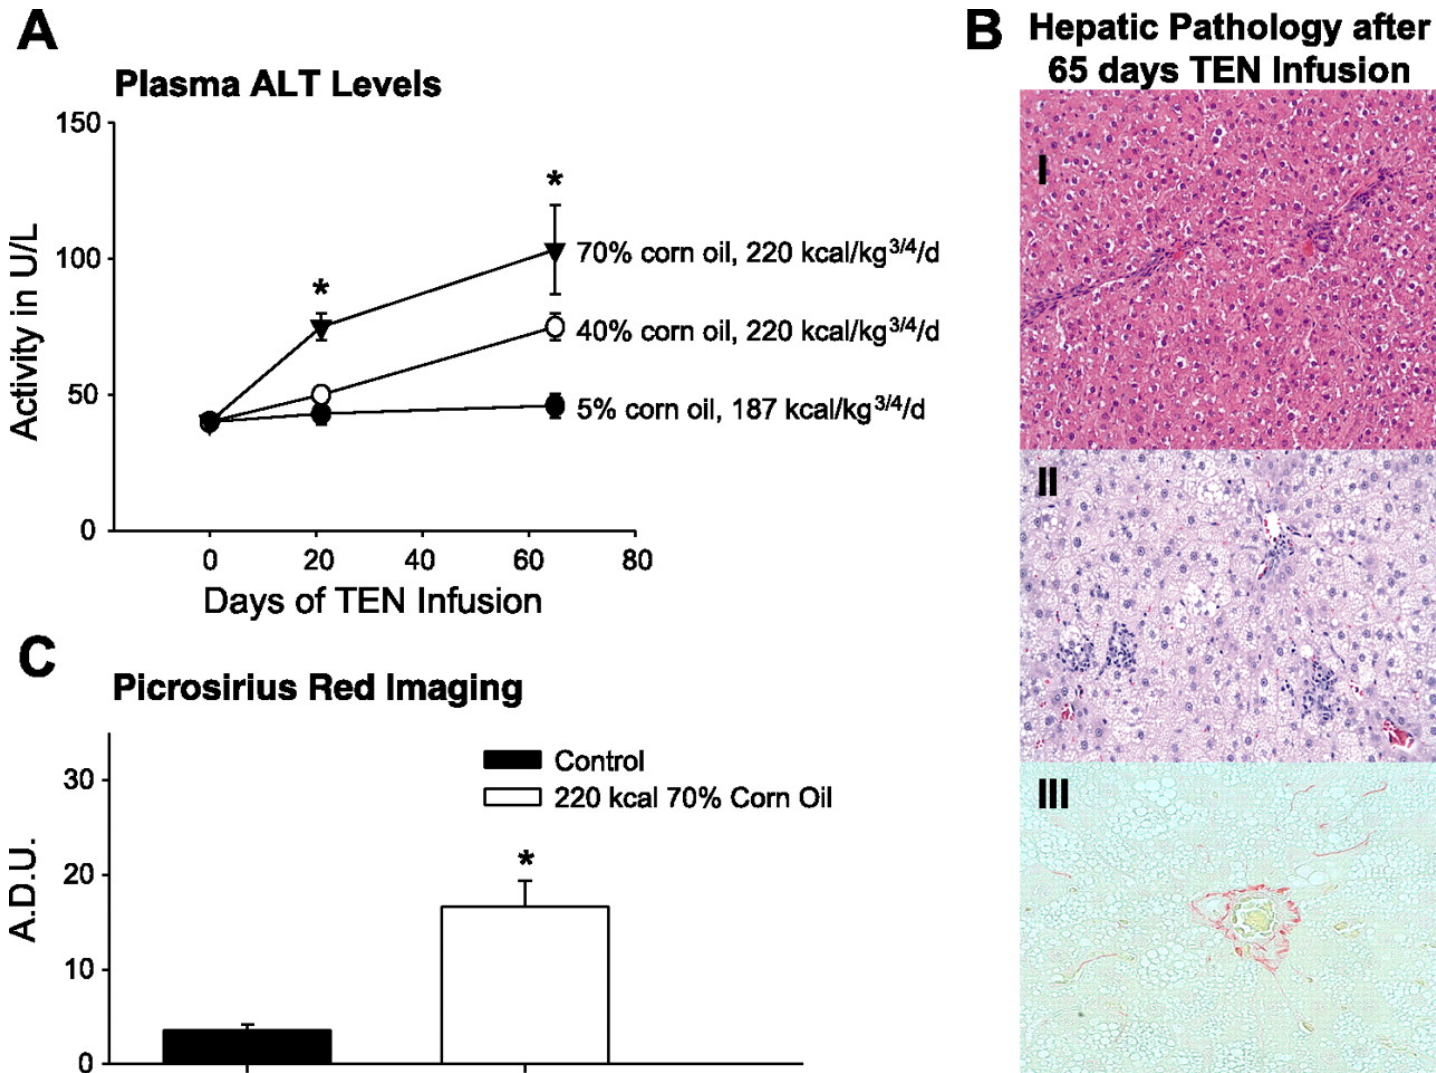 A
Plasma ALT Levels
150
100
50
0
Activity in U/L
*
*
70% corn oil, 220 kcal/kg3/4/d
40% corn oil, 220 kcal/kg3/4/d
5% corn oil, 187 kcal/kg3/4/d
0 20 40 60 80
Days of TEN Infusion
B
Hepatic Pathology after
65 days TEN Infusion
I
II
III
C
Picrosirius Red Imaging
30
20
10
0
A.D.U.
Control
220 kcal 70% Corn Oil
*